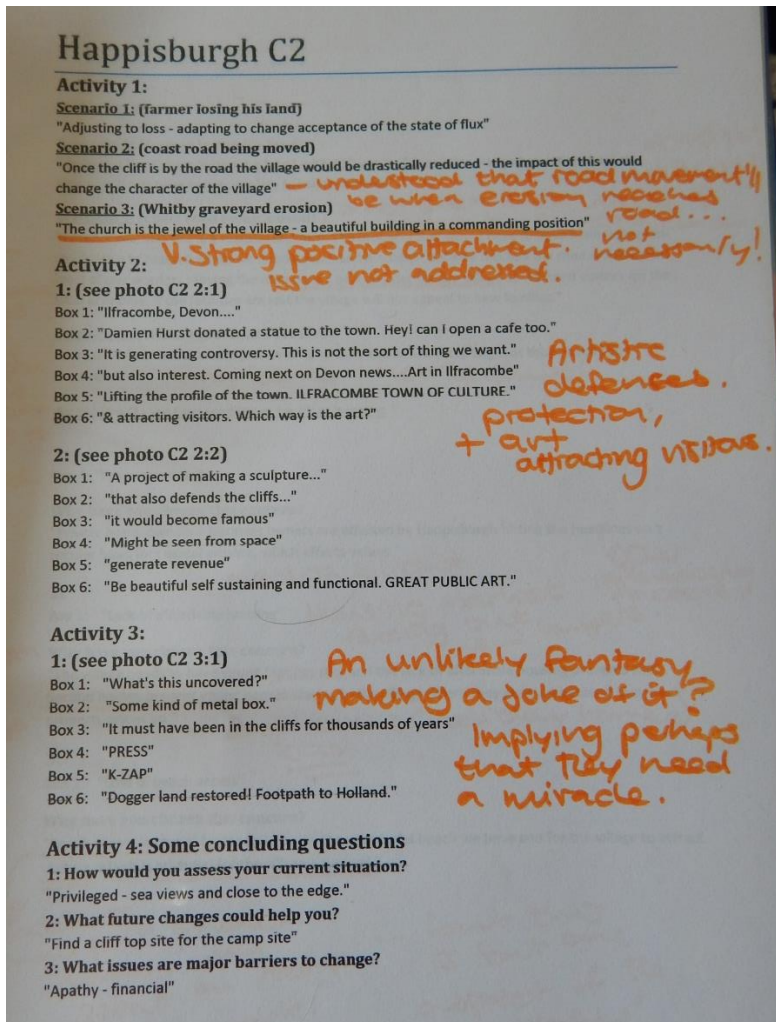 Happisburgh C2
Activity 1:
Scenario 1: (farmer losing his land)
"Adjusting to loss - adapting to change acceptance of the state of flux"
Scenario 2: (coast road being moved)
"Once the cliff is by the road the village would be drastically reduced - the impact of this would
change the character of the village"
- understood that road movement'll
be when erosion reaches
road...
not
necessarily!
Scenario 3: (Whitby graveyard erosion)
"The church is the jewel of the village - a beautiful building in a commanding position"
V. Strong positive attachment.
issue not addressed.
Activity 2:
1: (see photo C2 2:1)
Box 1: "Ilfracombe, Devon...."
Box 2: "Damien Hurst donated a statue to the town. Hey! can I open a cafe too."
Box 3: "It is generating controversy. This is not the sort of thing we want."
Box 4: "but also interest. Coming next on Devon news....Art in Ilfracombe"
Box 5: "Lifting the profile of the town. ILFRACOMBE TOWN OF CULTURE."
Box 6: "& attracting visitors. Which way is the art?"
Artistic
defenses.
protection,
+ art
attracting visitors.
2: (see photo C2 2:2)
Box 1: "A project of making a sculpture..."
Box 2: "that also defends the cliffs..."
Box 3: "it would become famous"
Box 4: "Might be seen from space"
Box 5: "generate revenue"
Box 6: "Be beautiful self sustaining and functional. GREAT PUBLIC ART."
Activity 3:
1: (see photo C2 3:1)
Box 1: "What's this uncovered?"
Box 2: "Some kind of metal box."
Box 3: "It must have been in the cliffs for thousands of years"
Box 4: "PRESS"
Box 5: "K-ZAP"
Box 6: "Dogger land restored! Footpath to Holland."
An unlikely fantasy
making a joke of it?
Implying perhaps
that they need
a miracle.
Activity 4: Some concluding questions
1: How would you assess your current situation?
"Privileged - sea views and close to the edge."
2: What future changes could help you?
"Find a cliff top site for the camp site"
3: What issues are major barriers to change?
"Apathy - financial"